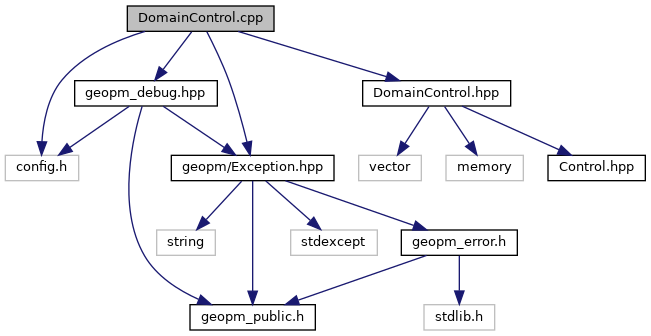 DomainControl.cpp
geopm_debug.hpp
DomainControl.hpp
config.h
geopm/Exception.hpp
vector
memory
Control.hpp
string
stdexcept
geopm_error.h
geopm_public.h
stdlib.h